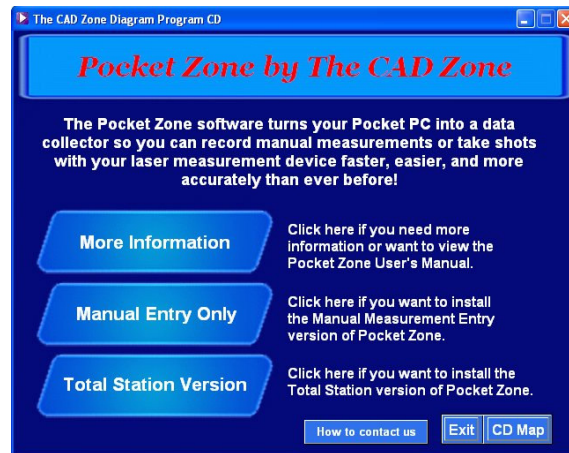 The CAD Zone Diagram Program CD
Pocket Zone by The CAD Zone
The Pocket Zone software turns your Pocket PC into a data
collector so you can record manual measurements or take shots
with your laser measurement device faster, easier, and more
accurately than ever before!
More Information
Click here if you need more
information or want to view the
Pocket Zone User's Manual.
Manual Entry Only
Click here if you want to install
the Manual Measurement Entry
version of Pocket Zone.
Total Station Version
Click here if you want to install the
Total Station version of Pocket Zone.
How to contact us
Exit
CD Map